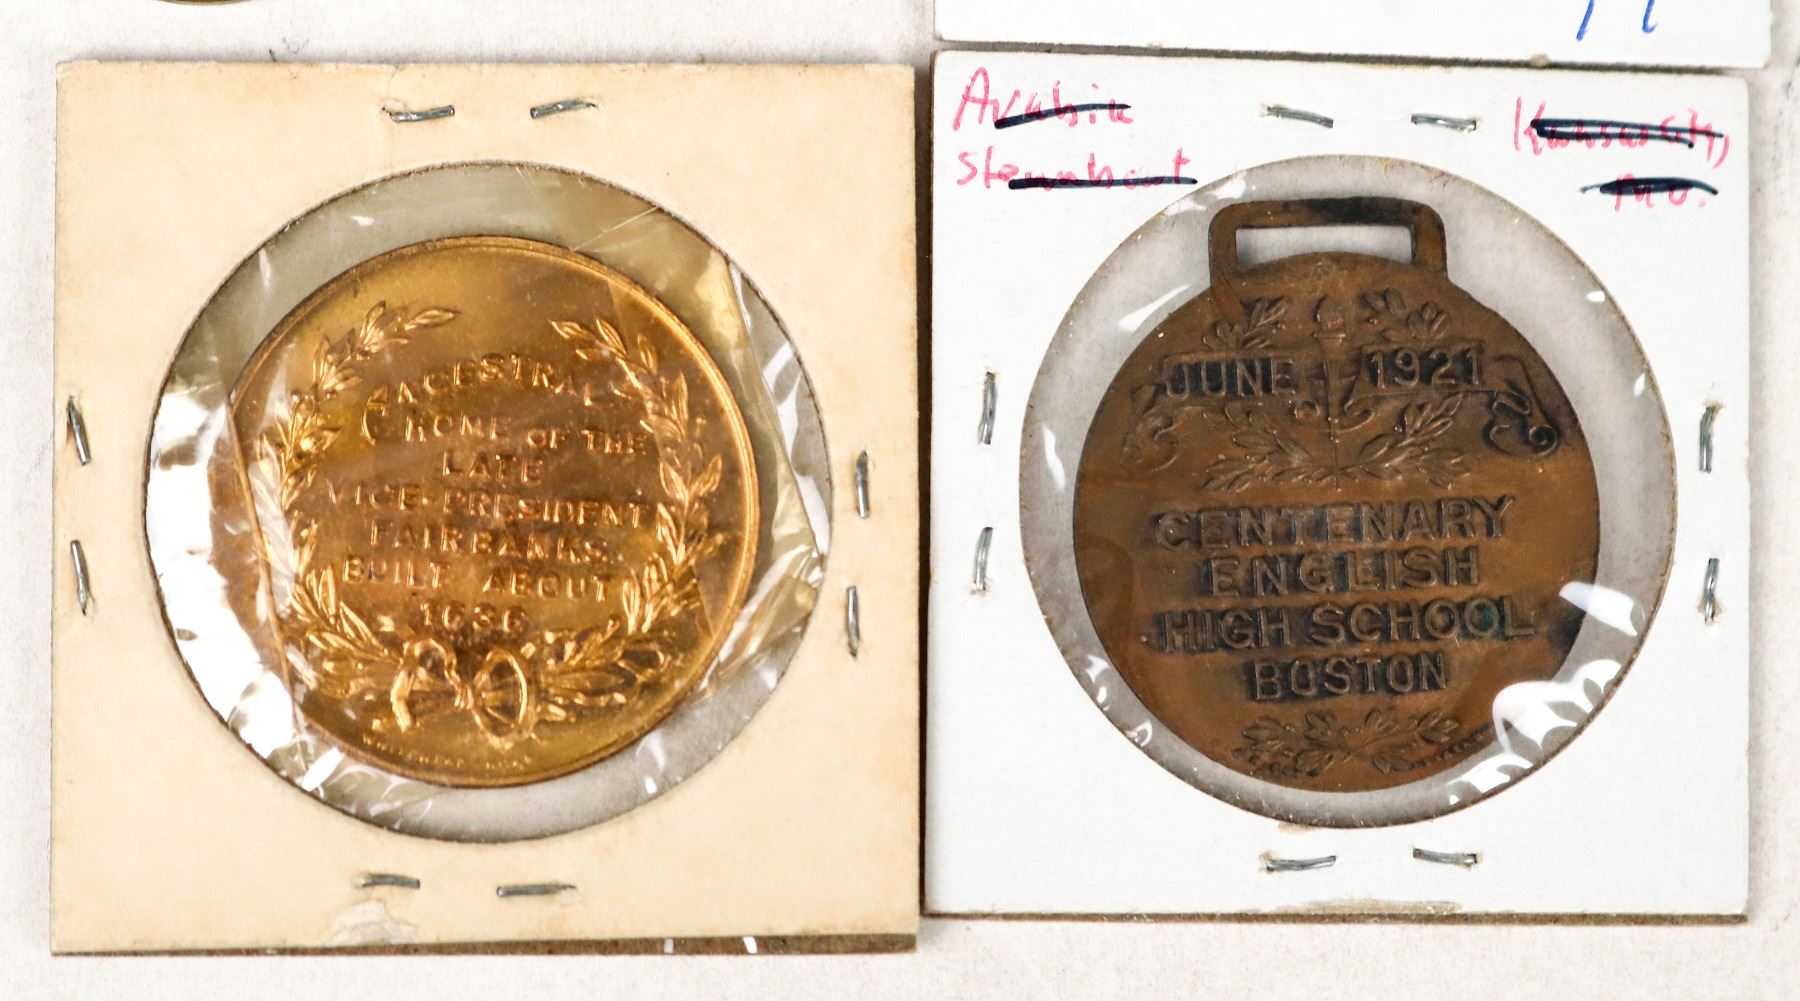 ANCESTRAL
HOME OF THE
LATE
VICE-PRESIDENT
FAIRBANKS.
BUILT ABOUT
1636
Arabia
Steamboat
Kansas City,
Mo.
JUNE 1921
CENTENARY
ENGLISH
HIGH SCHOOL
BOSTON